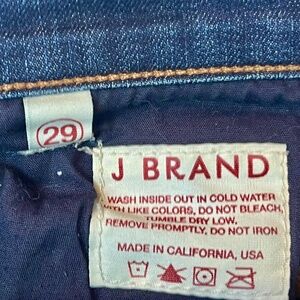 29
J BRAND
WASH INSIDE OUT IN COLD WATER
WITH LIKE COLORS, DO NOT BLEACH,
TUMBLE DRY LOW,
REMOVE PROMPTLY, DO NOT IRON
MADE IN CALIFORNIA, USA